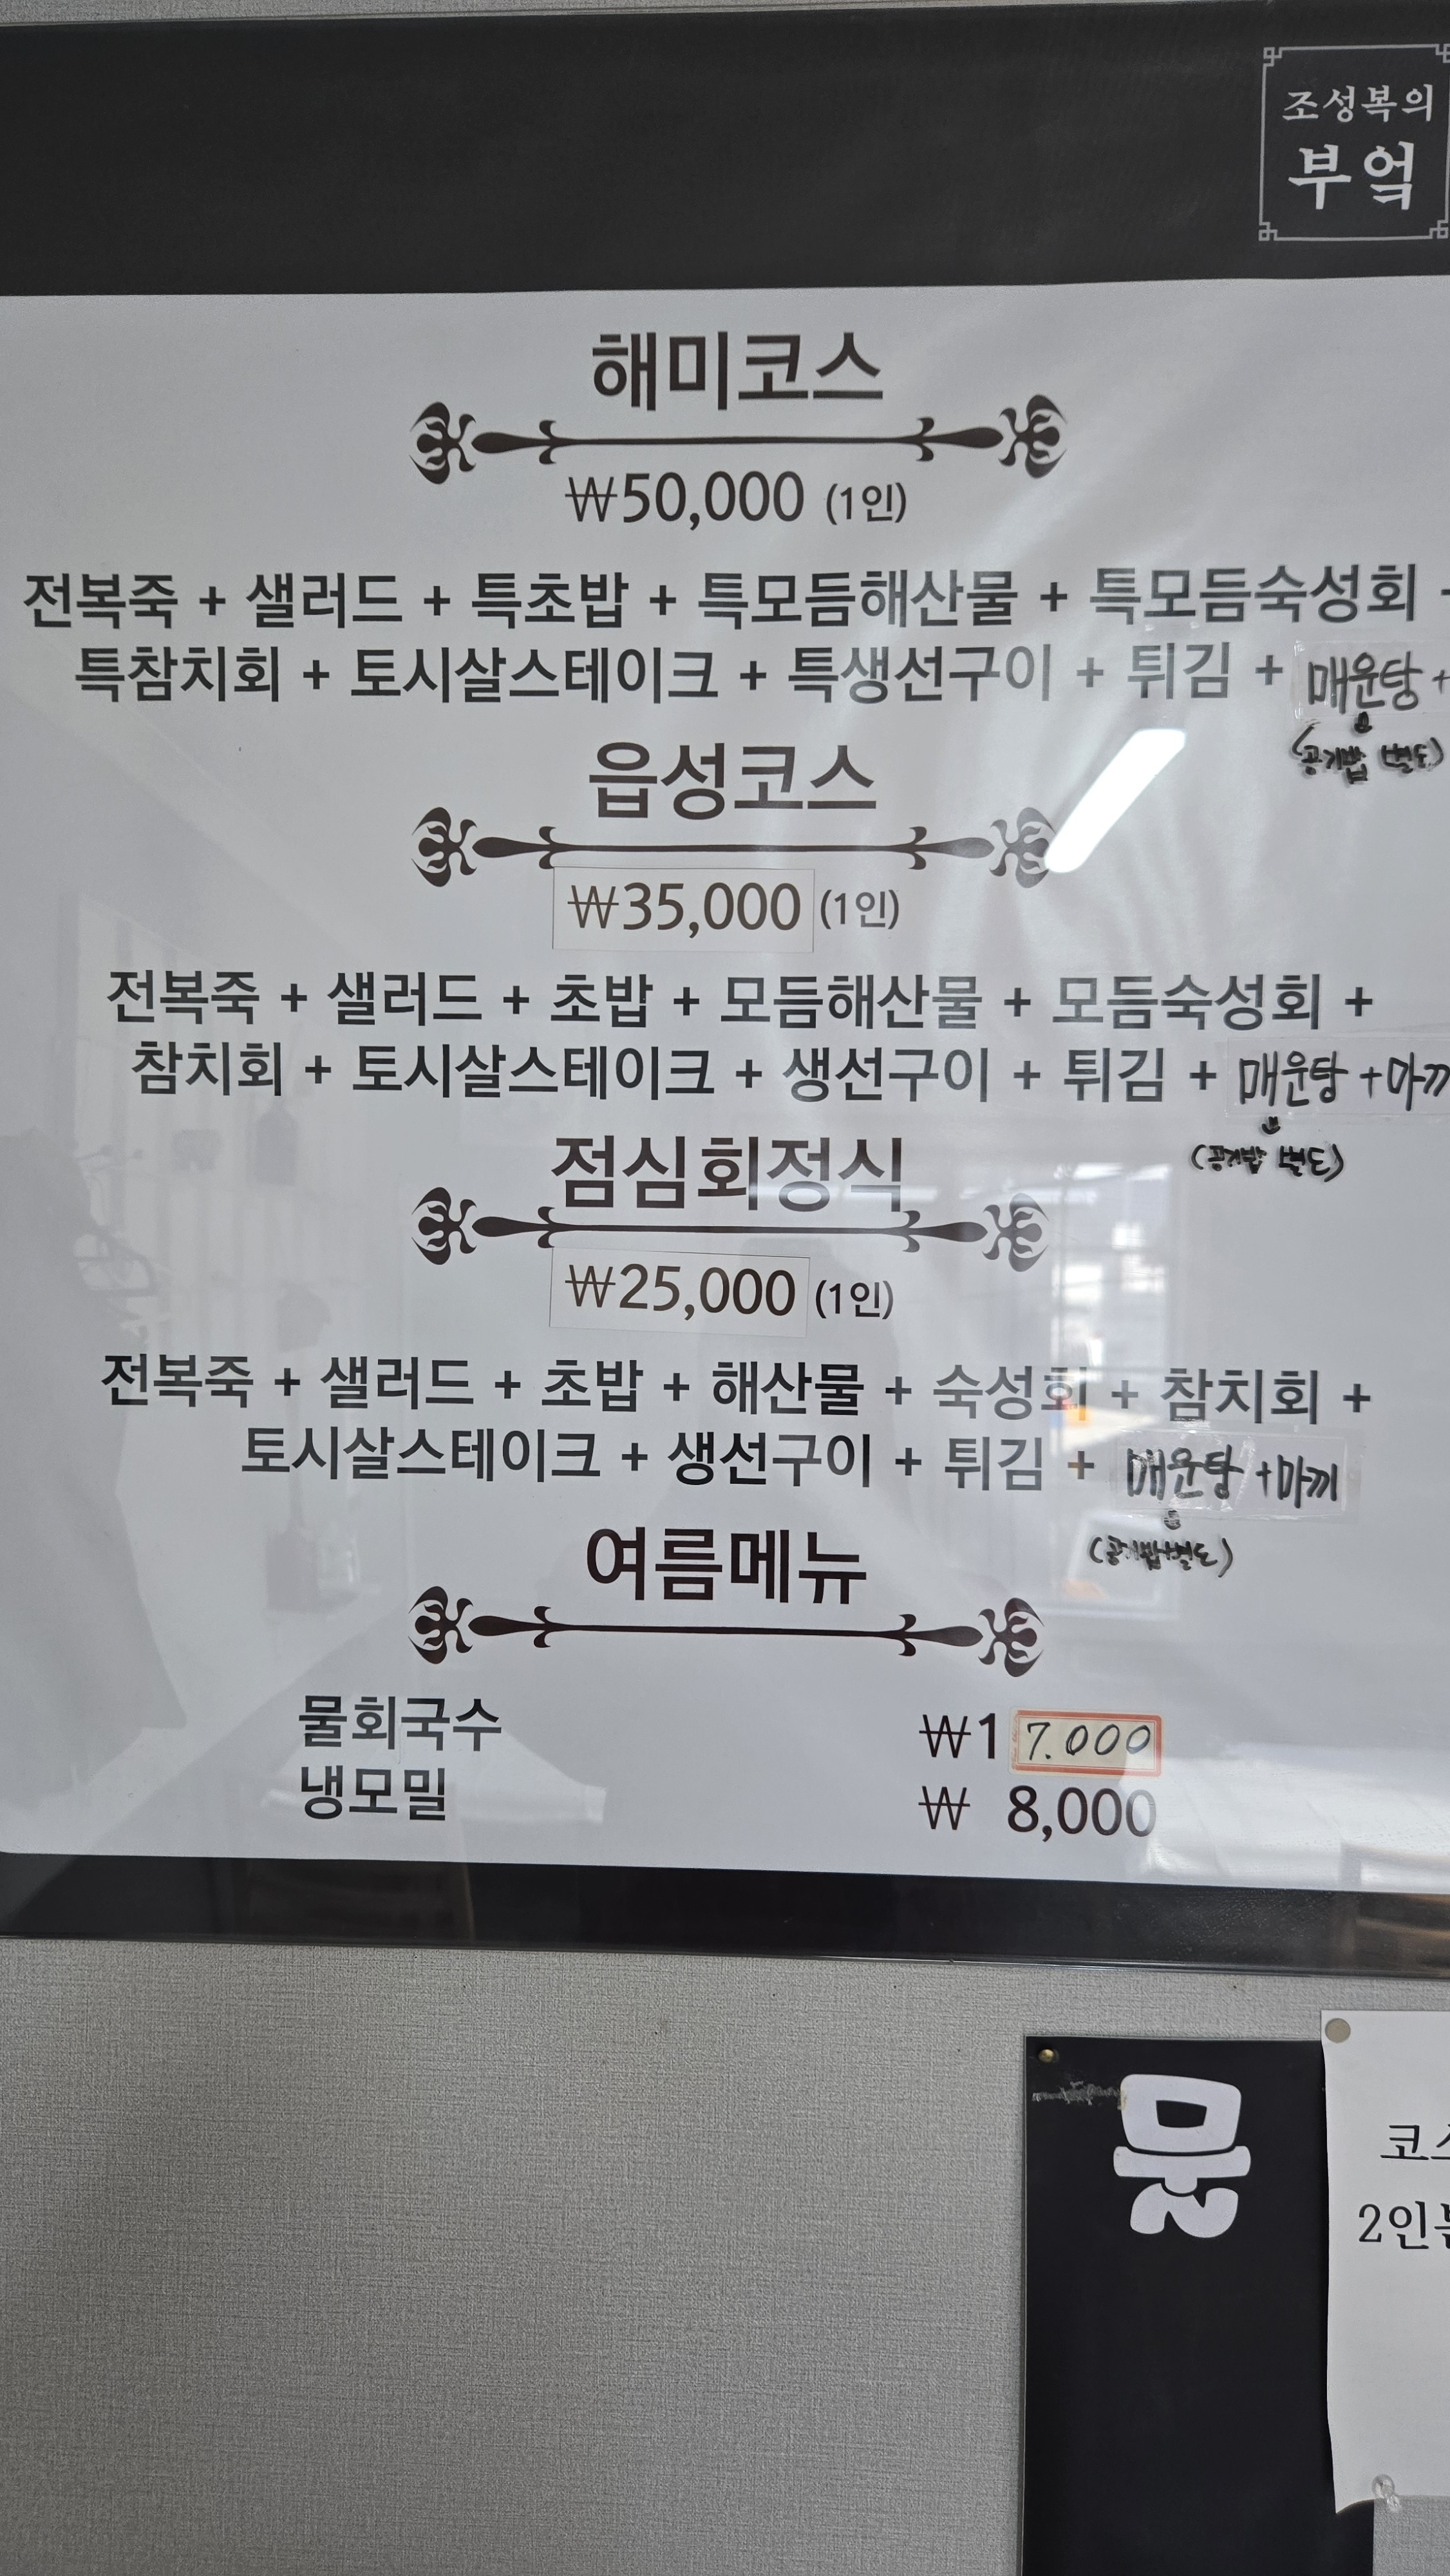 조성복의
부엌
해미코스
₩50,000 (1인)
전복죽 + 샐러드 + 특초밥 + 특모듬해산물 + 특모듬숙성회 +
특참치회 + 토시살스테이크 + 특생선구이 + 튀김 + 매운탕 +
(공기밥 별도)
읍성코스
₩35,000 (1인)
전복죽 + 샐러드 + 초밥 + 모듬해산물 + 모듬숙성회 +
참치회 + 토시살스테이크 + 생선구이 + 튀김 + 매운탕 + 마끼
(공기밥 별도)
점심회정식
₩25,000 (1인)
전복죽 + 샐러드 + 초밥 + 해산물 + 숙성회 + 참치회 +
토시살스테이크 + 생선구이 + 튀김 + 매운탕 + 마끼
(공기밥 별도)
여름메뉴
물회국수 ₩17.000
냉모밀 ₩ 8,000
코스
2인분